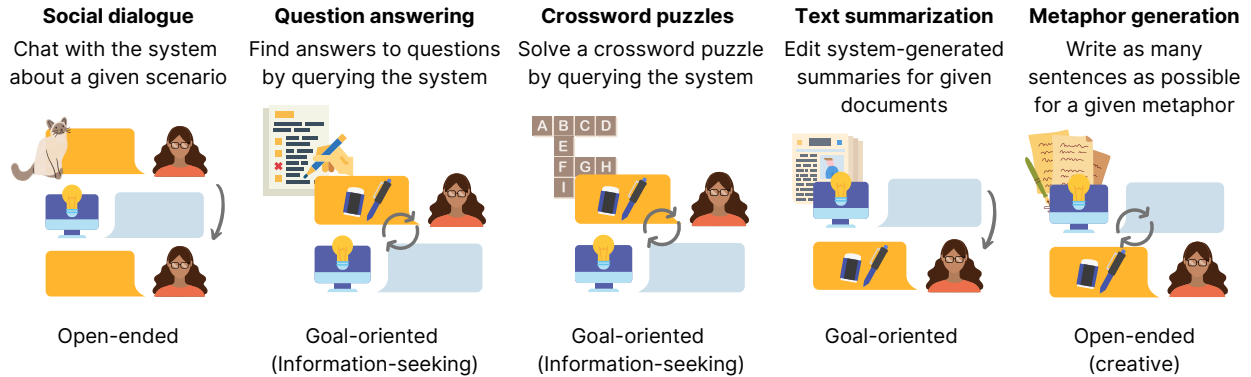 Social dialogue
Chat with the system
about a given scenario
Open-ended
Question answering
Find answers to questions
by querying the system
Goal-oriented
(Information-seeking)
Crossword puzzles
Solve a crossword puzzle
by querying the system
A B C D
E
F G H
I
Goal-oriented
(Information-seeking)
Text summarization
Edit system-generated
summaries for given
documents
Goal-oriented
Metaphor generation
Write as many
sentences as possible
for a given metaphor
Open-ended
(creative)